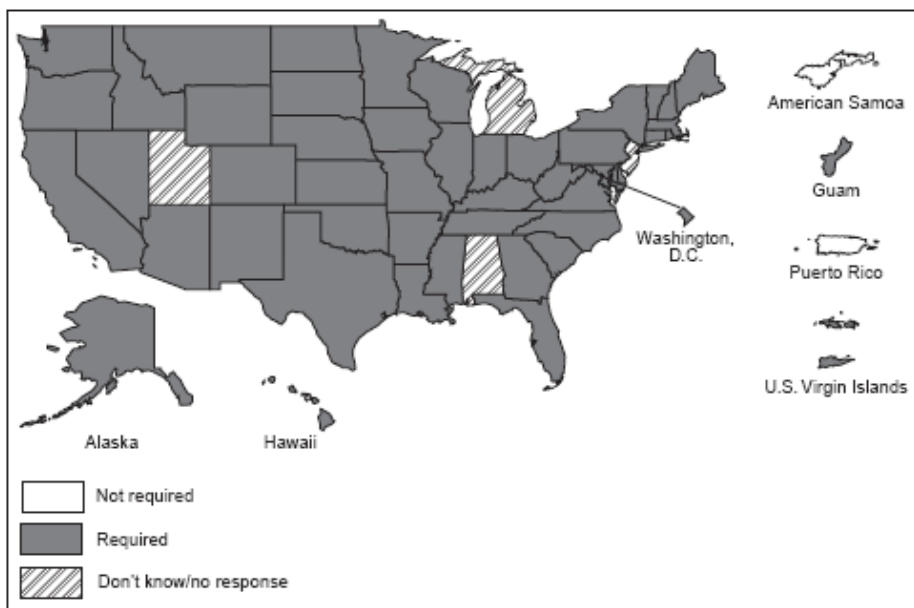 American Samoa
Guam
Washington,
D.C.
Puerto Rico
U.S. Virgin Islands
Alaska
Hawaii
Not required
Required
Don't know/no response